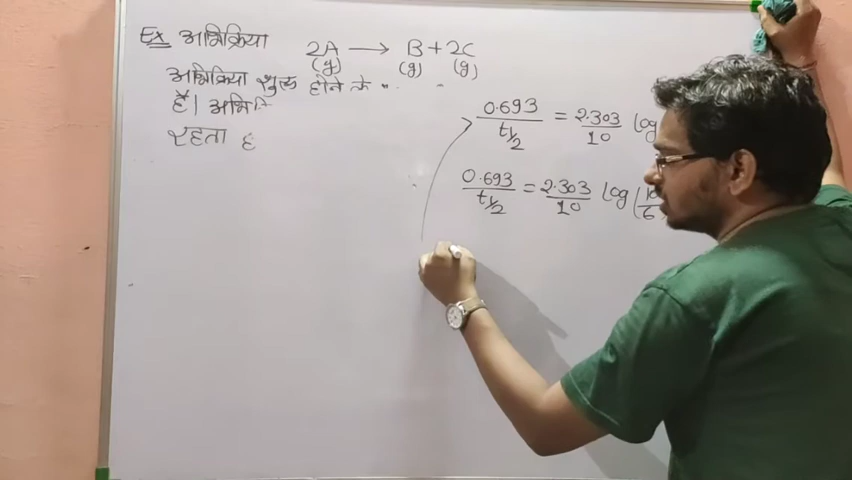 Ex अभिक्रिया 2A ⟶ B + 2C
(g) (g) (g)
अभिक्रिया शुरू होने के
है। अभि
रहता ह
0.693/t½ = 2.303/10 log
0.693/t½ = 2.303/10 log